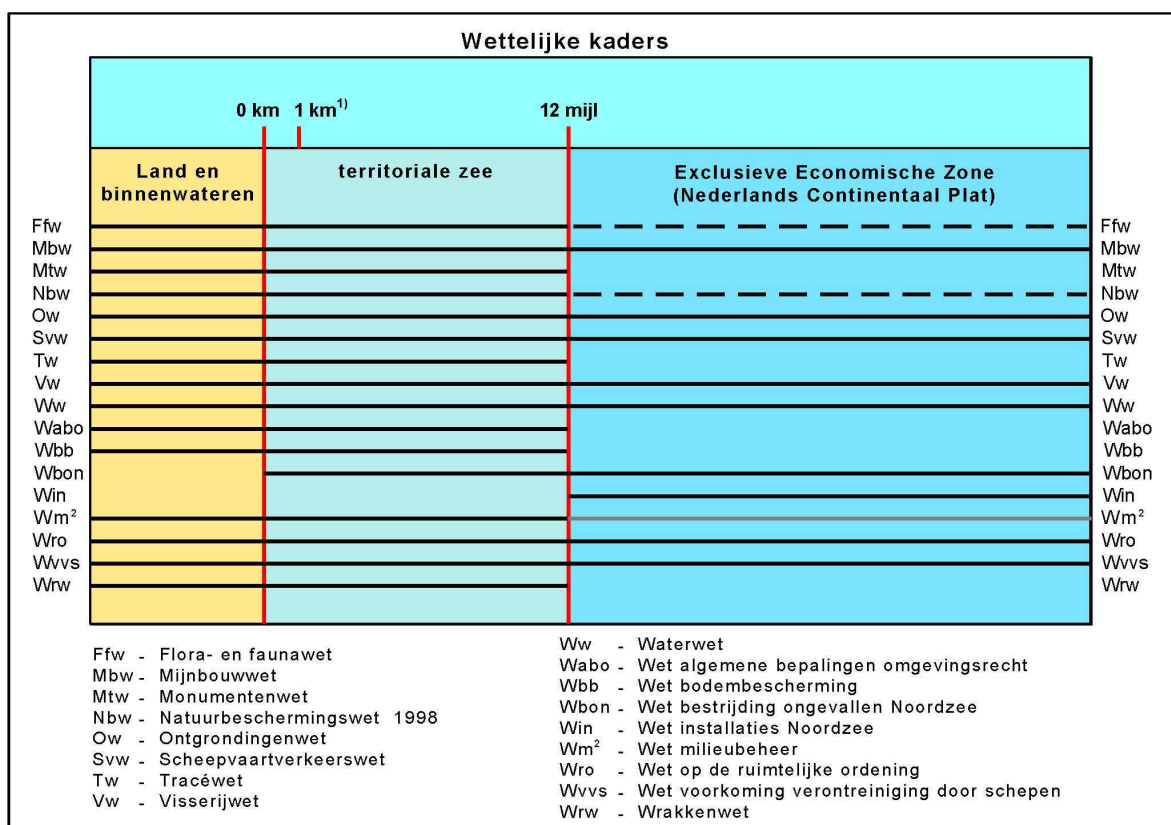 Wettelijke kaders
0 km 1 km¹⁾ 12 mijl
Land en binnenwateren
territoriale zee
Exclusieve Economische Zone
(Nederlands Continentaal Plat)
Ffw Ffw
Mbw Mbw
Mtw Mtw
Nbw Nbw
Ow Ow
Svw Svw
Tw Tw
Vw Vw
Ww Ww
Wabo Wabo
Wbb Wbb
Wbon Wbon
Win Win
Wm² Wm²
Wro Wro
Wvvs Wvvs
Wrw Wrw
Ffw - Flora- en faunawet
Mbw - Mijnbouwwet
Mtw - Monumentenwet
Nbw - Natuurbeschermingswet 1998
Ow - Ontgrondingenwet
Svw - Scheepvaartverkeerswet
Tw - Tracéwet
Vw - Visserijwet
Ww - Waterwet
Wabo - Wet algemene bepalingen omgevingsrecht
Wbb - Wet bodembescherming
Wbon - Wet bestrijding ongevallen Noordzee
Win - Wet installaties Noordzee
Wm² - Wet milieubeheer
Wro - Wet op de ruimtelijke ordening
Wvvs - Wet voorkoming verontreiniging door schepen
Wrw - Wrakkenwet